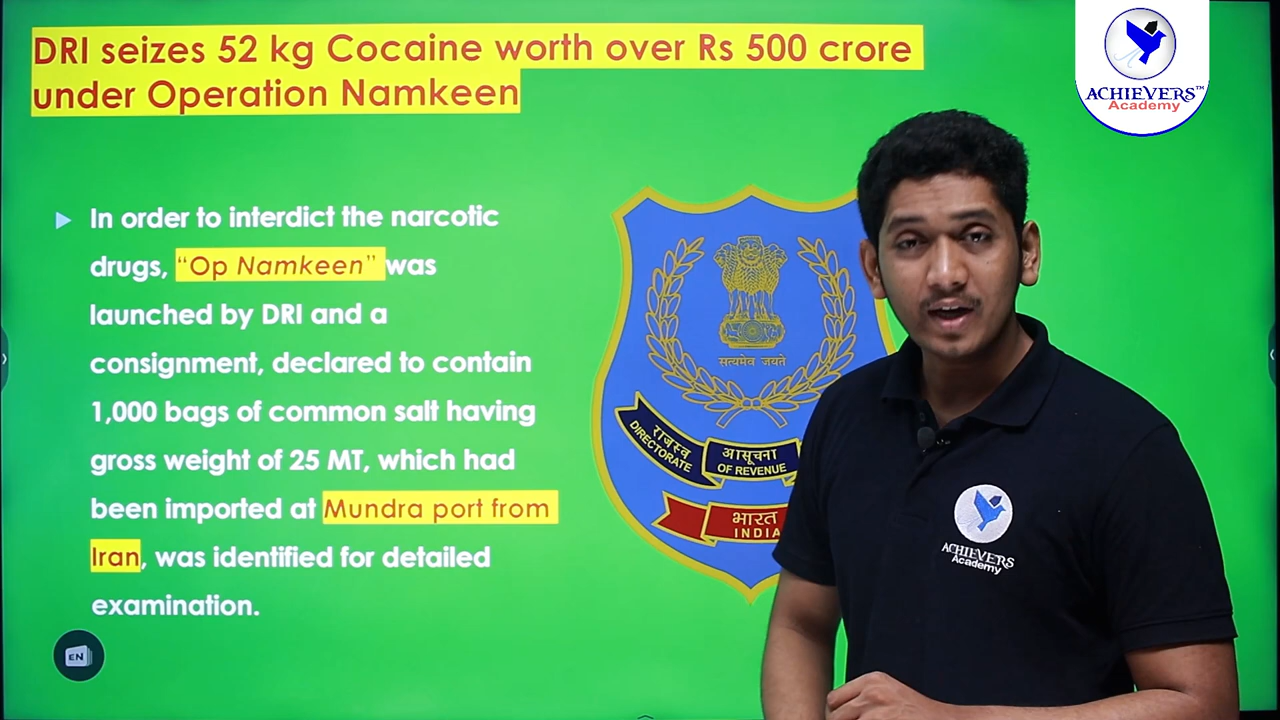 DRI seizes 52 kg Cocaine worth over Rs 500 crore
under Operation Namkeen
ACHIEVERS™
Academy
In order to interdict the narcotic
drugs, “Op Namkeen” was
launched by DRI and a
consignment, declared to contain
1,000 bags of common salt having
gross weight of 25 MT, which had
been imported at Mundra port from
Iran, was identified for detailed
examination.
सत्यमेव जयते
राजस्व आसूचना
DIRECTORATE OF REVENUE
भारत
INDIA
ACHIEVERS
Academy
EN